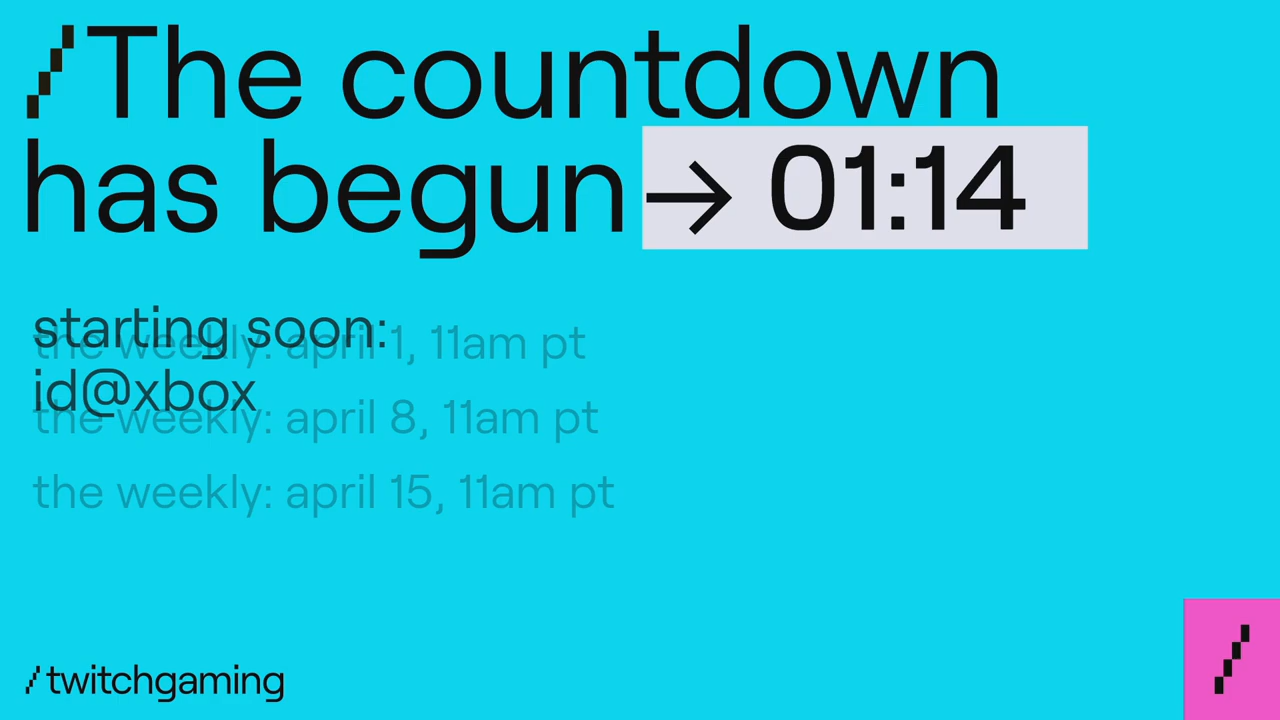 /The countdown
has begun → 01:14
starting soon:
id@xbox
the weekly: april 1, 11am pt
the weekly: april 8, 11am pt
the weekly: april 15, 11am pt
/twitchgaming
/